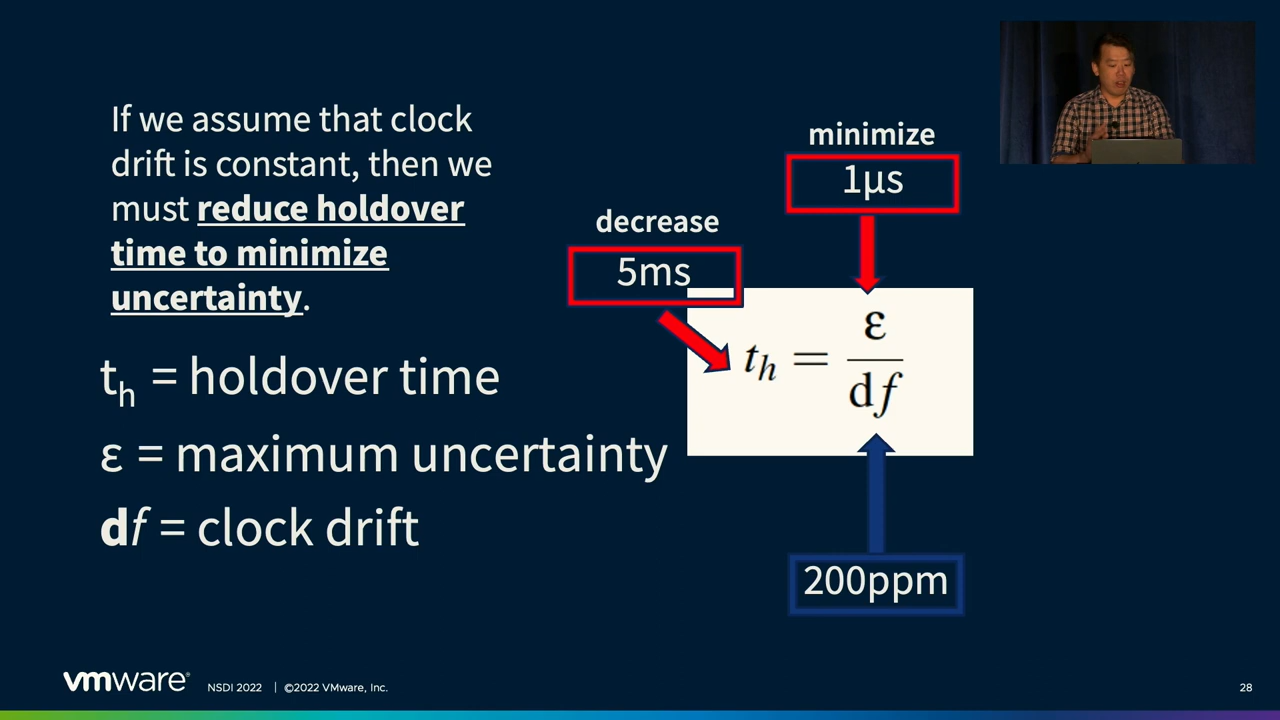 If we assume that clock
drift is constant, then we
must reduce holdover
time to minimize
uncertainty.
minimize
1μs
decrease
5ms
t_h = ε / df
t_h = holdover time
ε = maximum uncertainty
df = clock drift
200ppm
vmware® NSDI 2022 | ©2022 VMware, Inc. 28